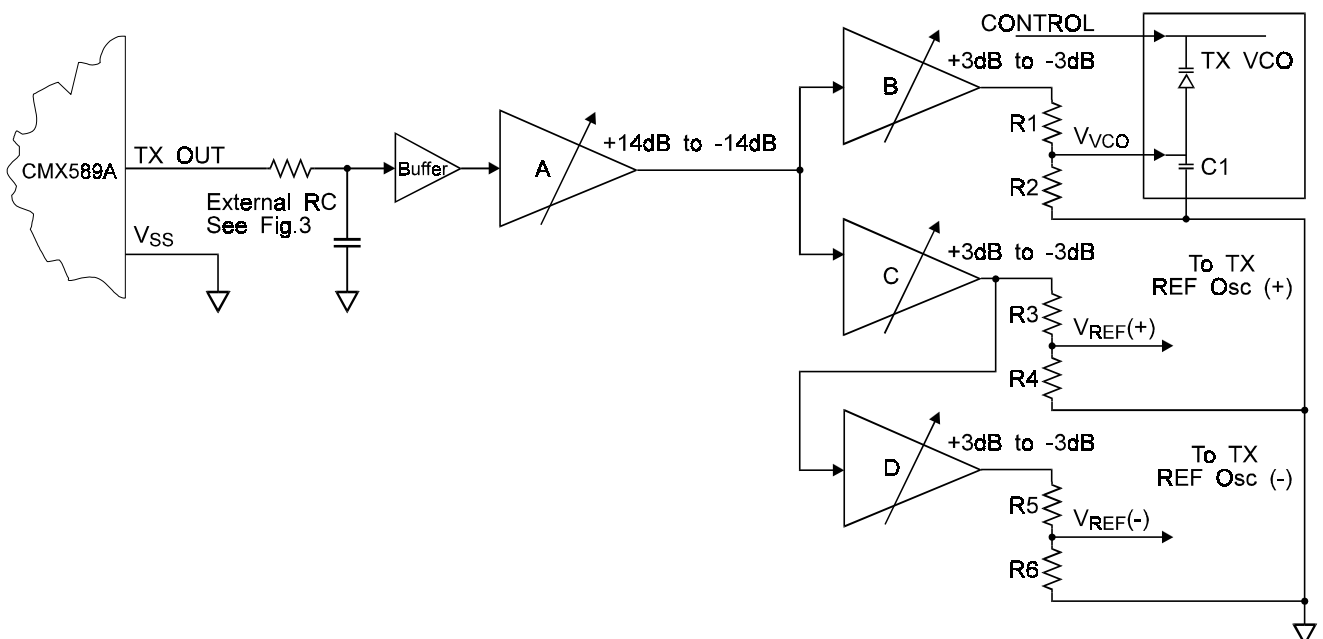 CONTROL
+3dB to -3dB
TX VCO
B
R1
TX OUT
+14dB to -14dB
VVCO
CMX589A
Buffer
A
C1
R2
External RC
See Fig.3
VSS
+3dB to -3dB
To TX
REF Osc (+)
C
R3
VREF(+)
R4
+3dB to -3dB
To TX
REF Osc (-)
D
R5
VREF(-)
R6